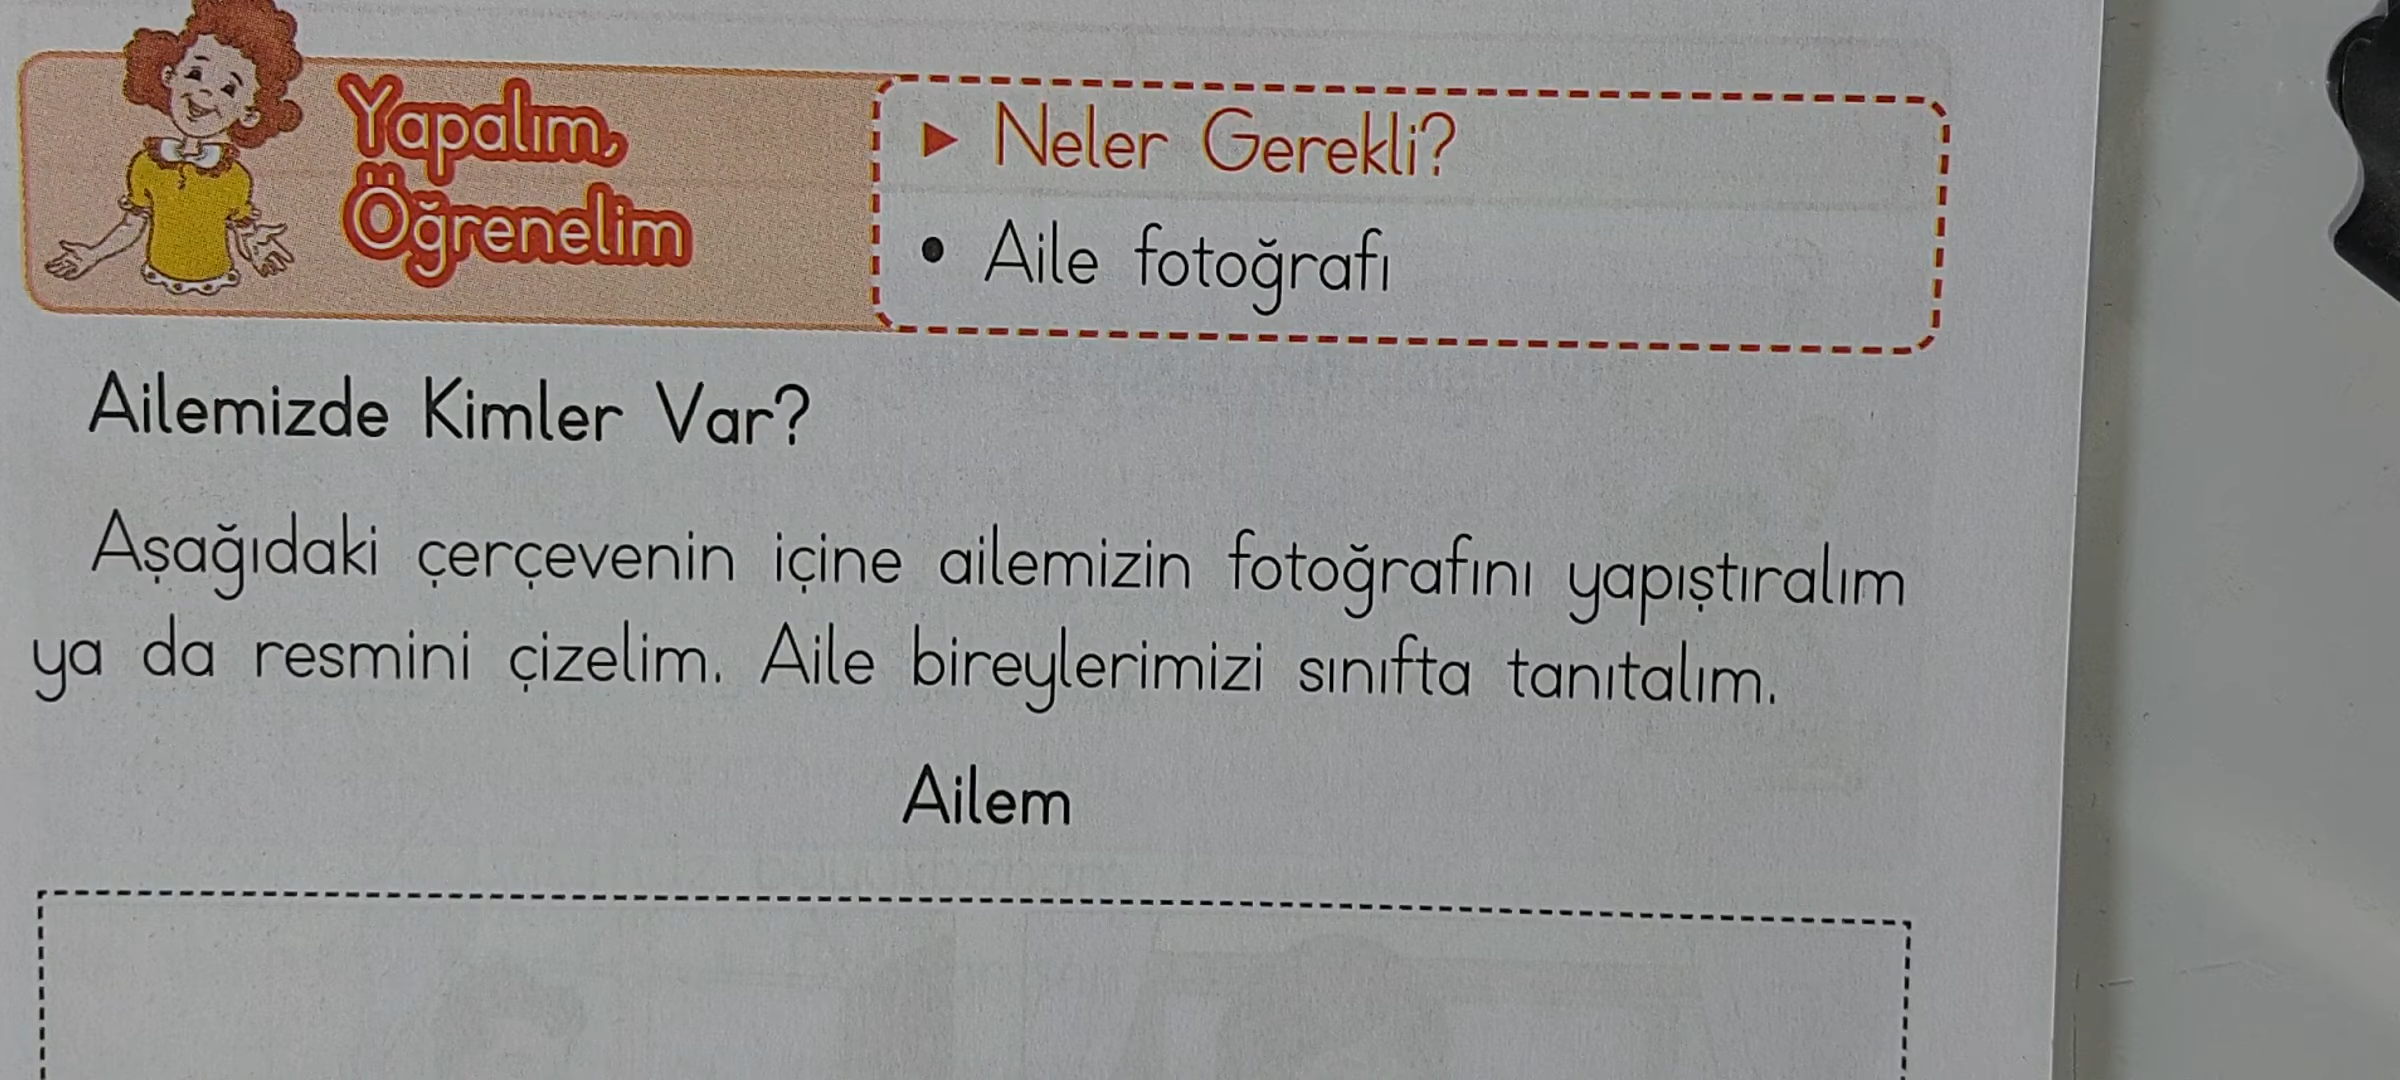 Yapalım,
Öğrenelim
▶ Neler Gerekli?
• Aile fotoğrafı
Ailemizde Kimler Var?
Aşağıdaki çerçevenin içine ailemizin fotoğrafını yapıştıralım
ya da resmini çizelim. Aile bireylerimizi sınıfta tanıtalım.
Ailem